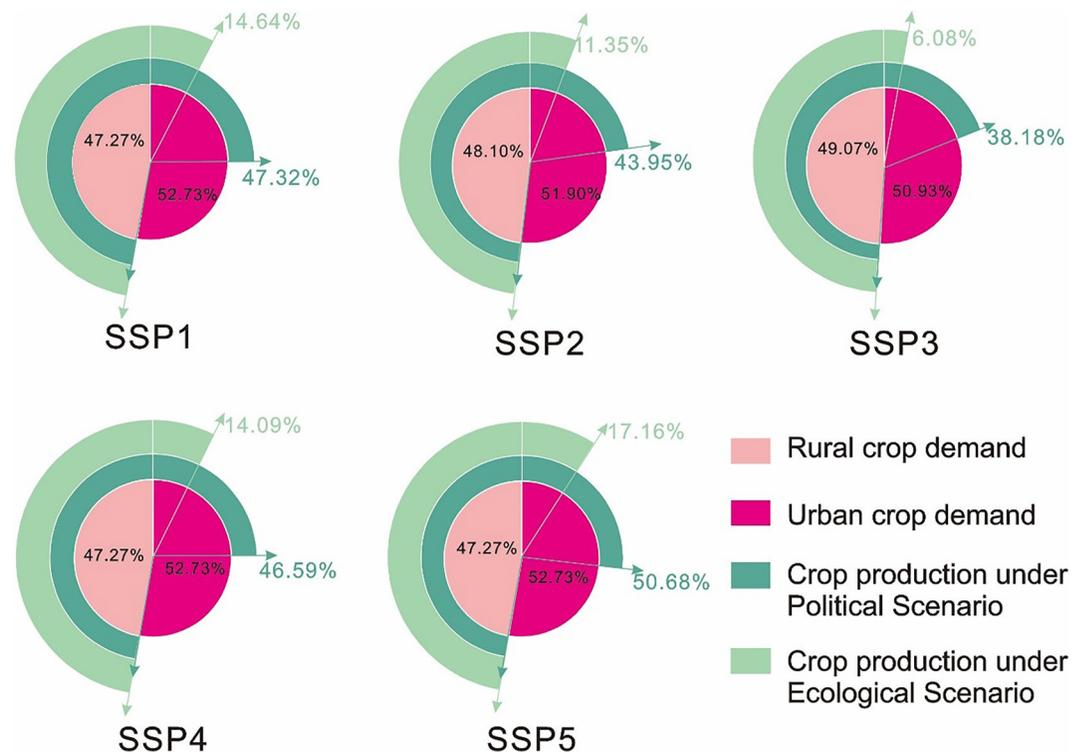 14.64%
47.27%
52.73%
47.32%
SSP1
11.35%
48.10%
51.90%
43.95%
SSP2
6.08%
49.07%
50.93%
38.18%
SSP3
14.09%
47.27%
52.73%
46.59%
SSP4
17.16%
47.27%
52.73%
50.68%
SSP5
Rural crop demand
Urban crop demand
Crop production under
Political Scenario
Crop production under
Ecological Scenario